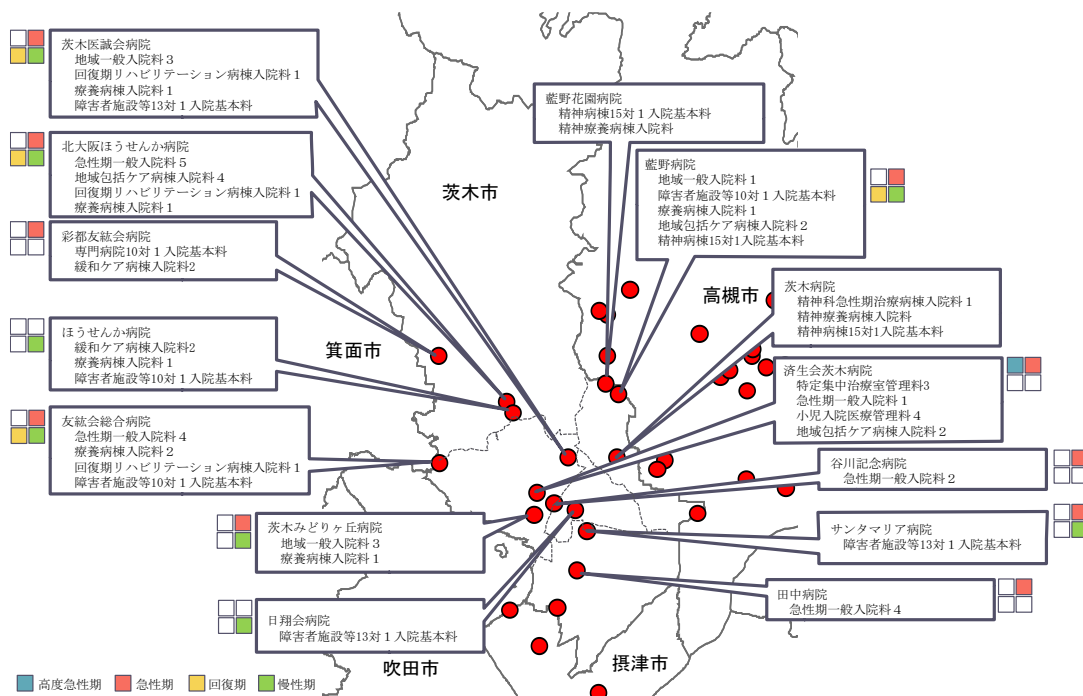 茨木医誠会病院
地域一般入院料３
回復期リハビリテーション病棟入院料１
療養病棟入院料１
障害者施設等13対１入院基本料
北大阪ほうせんか病院
急性期一般入院料５
地域包括ケア病棟入院料４
回復期リハビリテーション病棟入院料１
療養病棟入院料１
彩都友紘会病院
専門病院10対１入院基本料
緩和ケア病棟入院料2
ほうせんか病院
緩和ケア病棟入院料2
療養病棟入院料１
障害者施設等10対１入院基本料
友紘会総合病院
急性期一般入院料４
療養病棟入院料２
回復期リハビリテーション病棟入院料１
障害者施設等10対１入院基本料
茨木みどりヶ丘病院
地域一般入院料３
療養病棟入院料１
日翔会病院
障害者施設等13対１入院基本料
茨木市
箕面市
高槻市
吹田市
摂津市
藍野花園病院
精神病棟15対１入院基本料
精神療養病棟入院料
藍野病院
地域一般入院料１
障害者施設等10対１入院基本料
療養病棟入院料１
地域包括ケア病棟入院料２
精神病棟15対1入院基本料
茨木病院
精神科急性期治療病棟入院料１
精神療養病棟入院料
精神病棟15対1入院基本料
済生会茨木病院
特定集中治療室管理料3
急性期一般入院料１
小児入院医療管理料４
地域包括ケア病棟入院料２
谷川記念病院
急性期一般入院料２
サンタマリア病院
障害者施設等13対１入院基本料
田中病院
急性期一般入院料４
高度急性期
急性期
回復期
慢性期